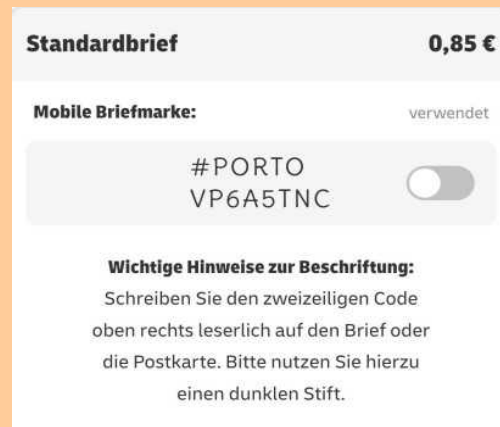 Standardbrief 0,85 €
Mobile Briefmarke: verwendet
#PORTO
VP6A5TNC
Wichtige Hinweise zur Beschriftung:
Schreiben Sie den zweizeiligen Code
oben rechts leserlich auf den Brief oder
die Postkarte. Bitte nutzen Sie hierzu
einen dunklen Stift.